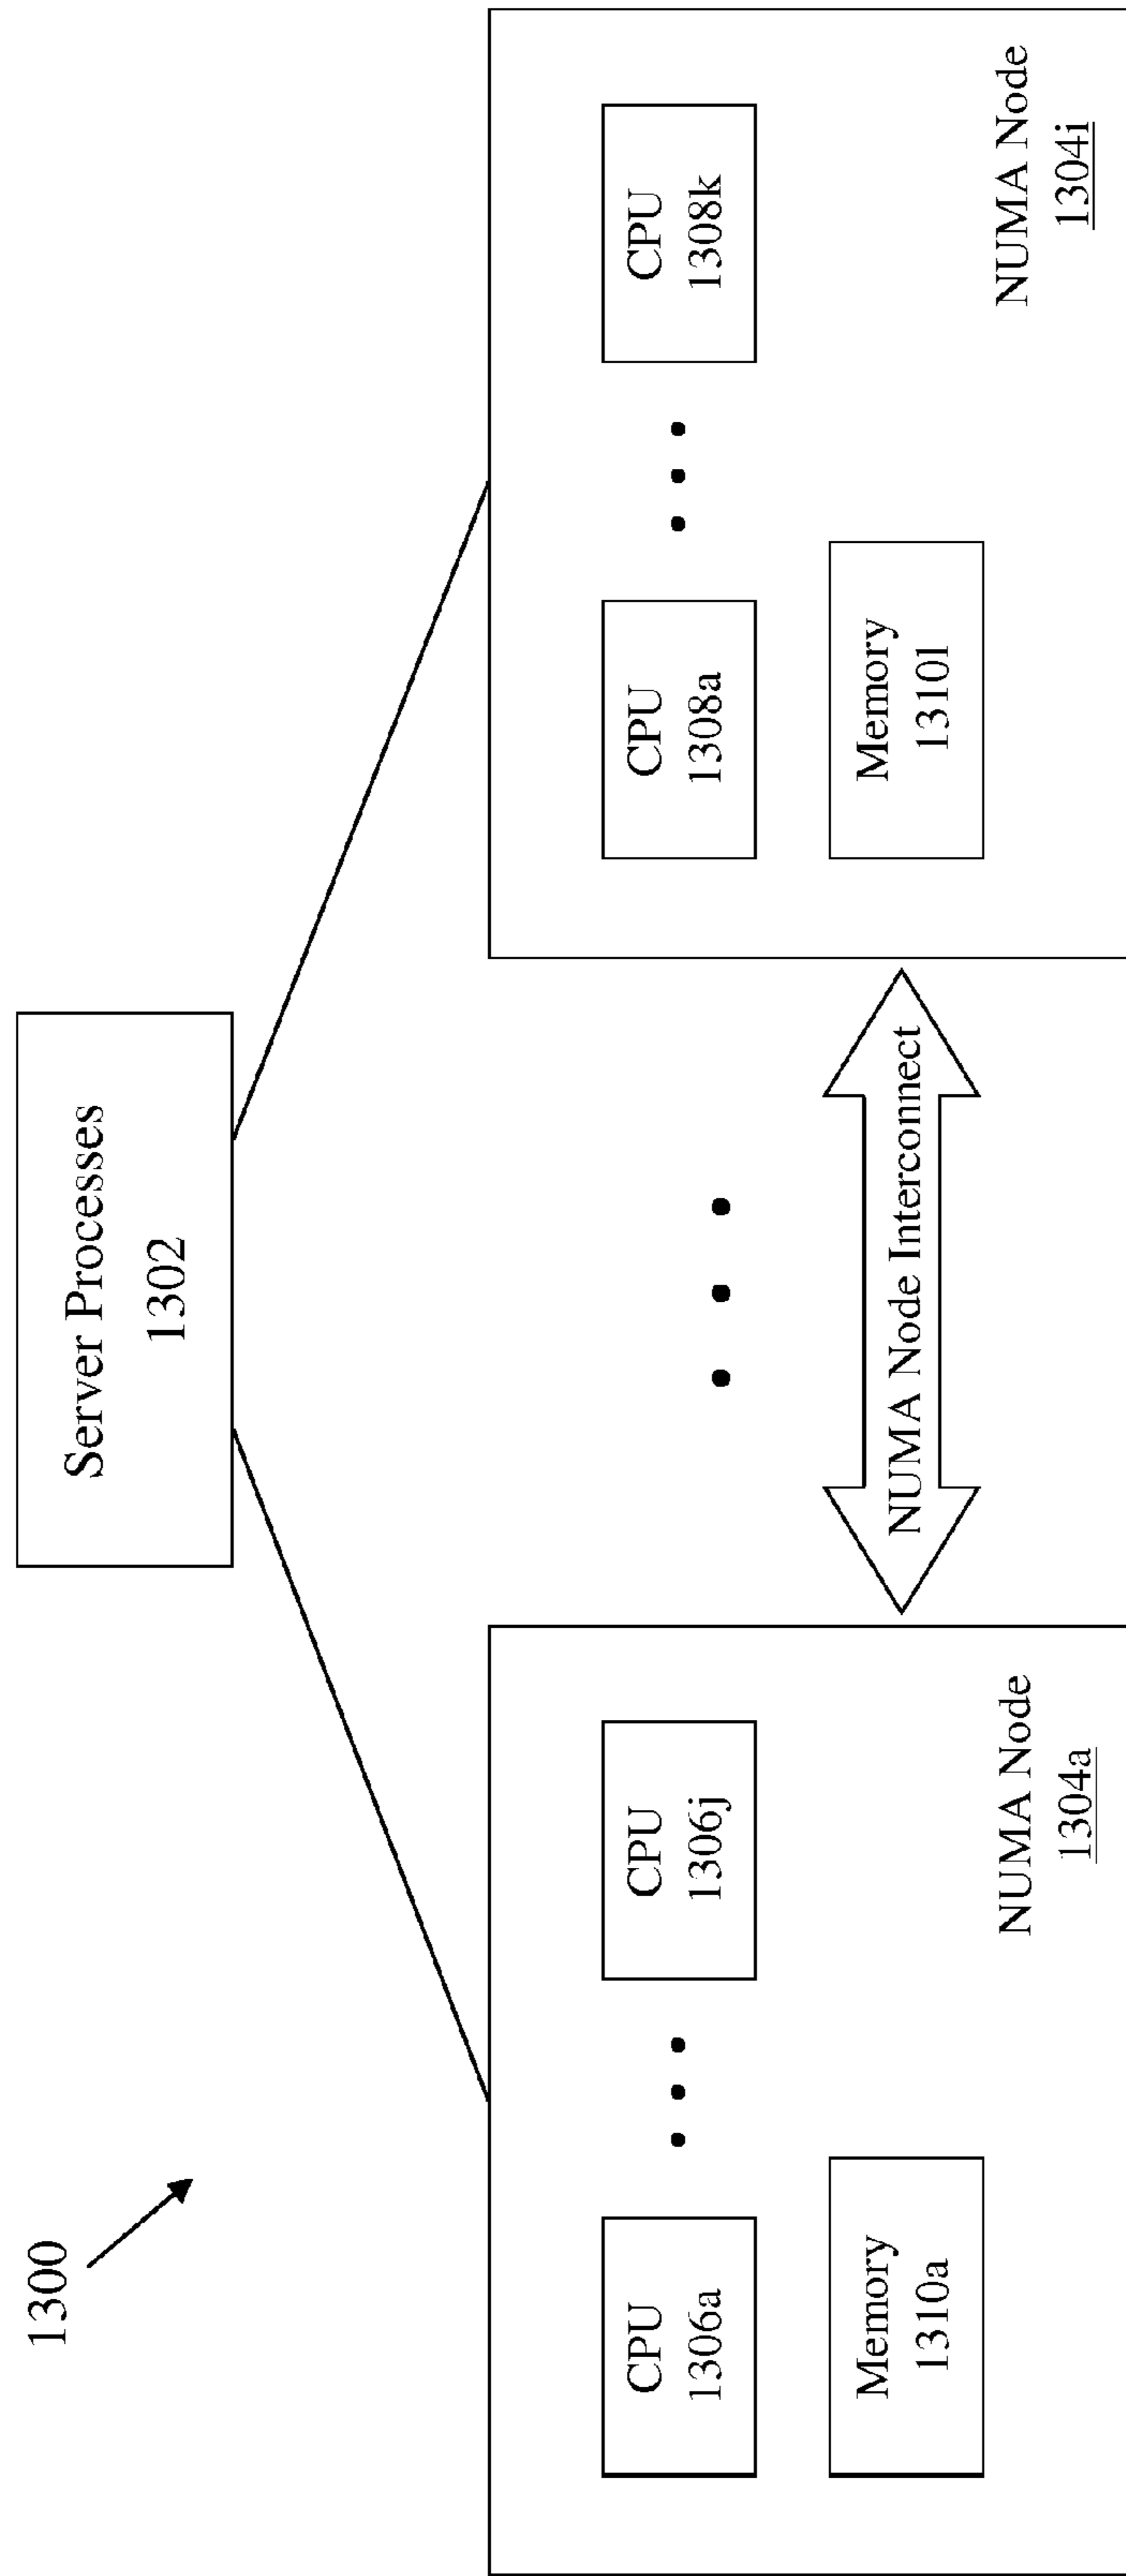 1300
Server Processes
1302
CPU
1306a
CPU
1306j
Memory
1310a
NUMA Node
1304a
NUMA Node Interconnect
CPU
1308a
CPU
1308k
Memory
1310l
NUMA Node
1304i